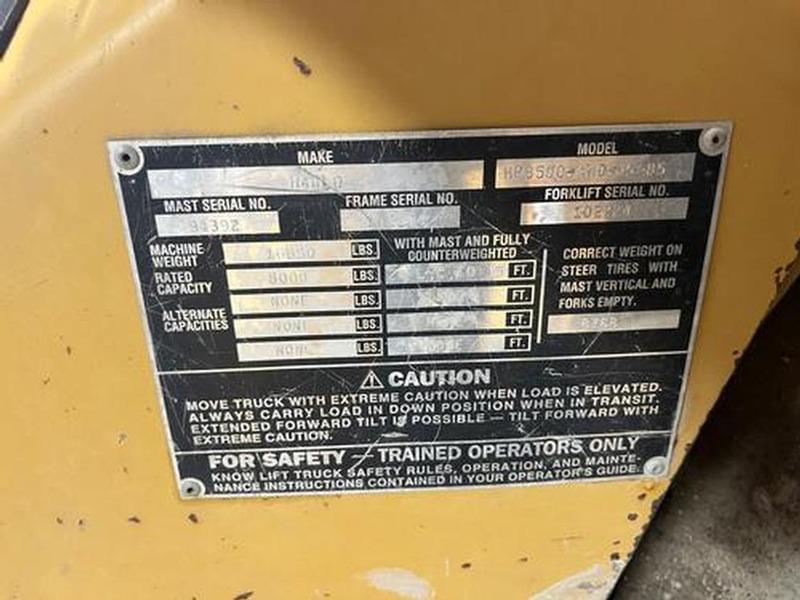 MAKE MODEL
MAST SERIAL NO. FRAME SERIAL NO. FORKLIFT SERIAL NO.
94392
MACHINE WEIGHT LBS.
RATED CAPACITY 8000 LBS.
ALTERNATE CAPACITIES NONE LBS.
NONE LBS.
NONE LBS.
WITH MAST AND FULLY
COUNTERWEIGHTED
FT.
FT.
FT.
FT.
CORRECT WEIGHT ON
STEER TIRES WITH
MAST VERTICAL AND
FORKS EMPTY.
⚠ CAUTION
MOVE TRUCK WITH EXTREME CAUTION WHEN LOAD IS ELEVATED.
ALWAYS CARRY LOAD IN DOWN POSITION WHEN IN TRANSIT.
EXTENDED FORWARD TILT IS POSSIBLE — TILT FORWARD WITH
EXTREME CAUTION.
FOR SAFETY — TRAINED OPERATORS ONLY
KNOW LIFT TRUCK SAFETY RULES, OPERATION, AND MAINTE-
NANCE INSTRUCTIONS CONTAINED IN YOUR OPERATOR'S GUIDE.